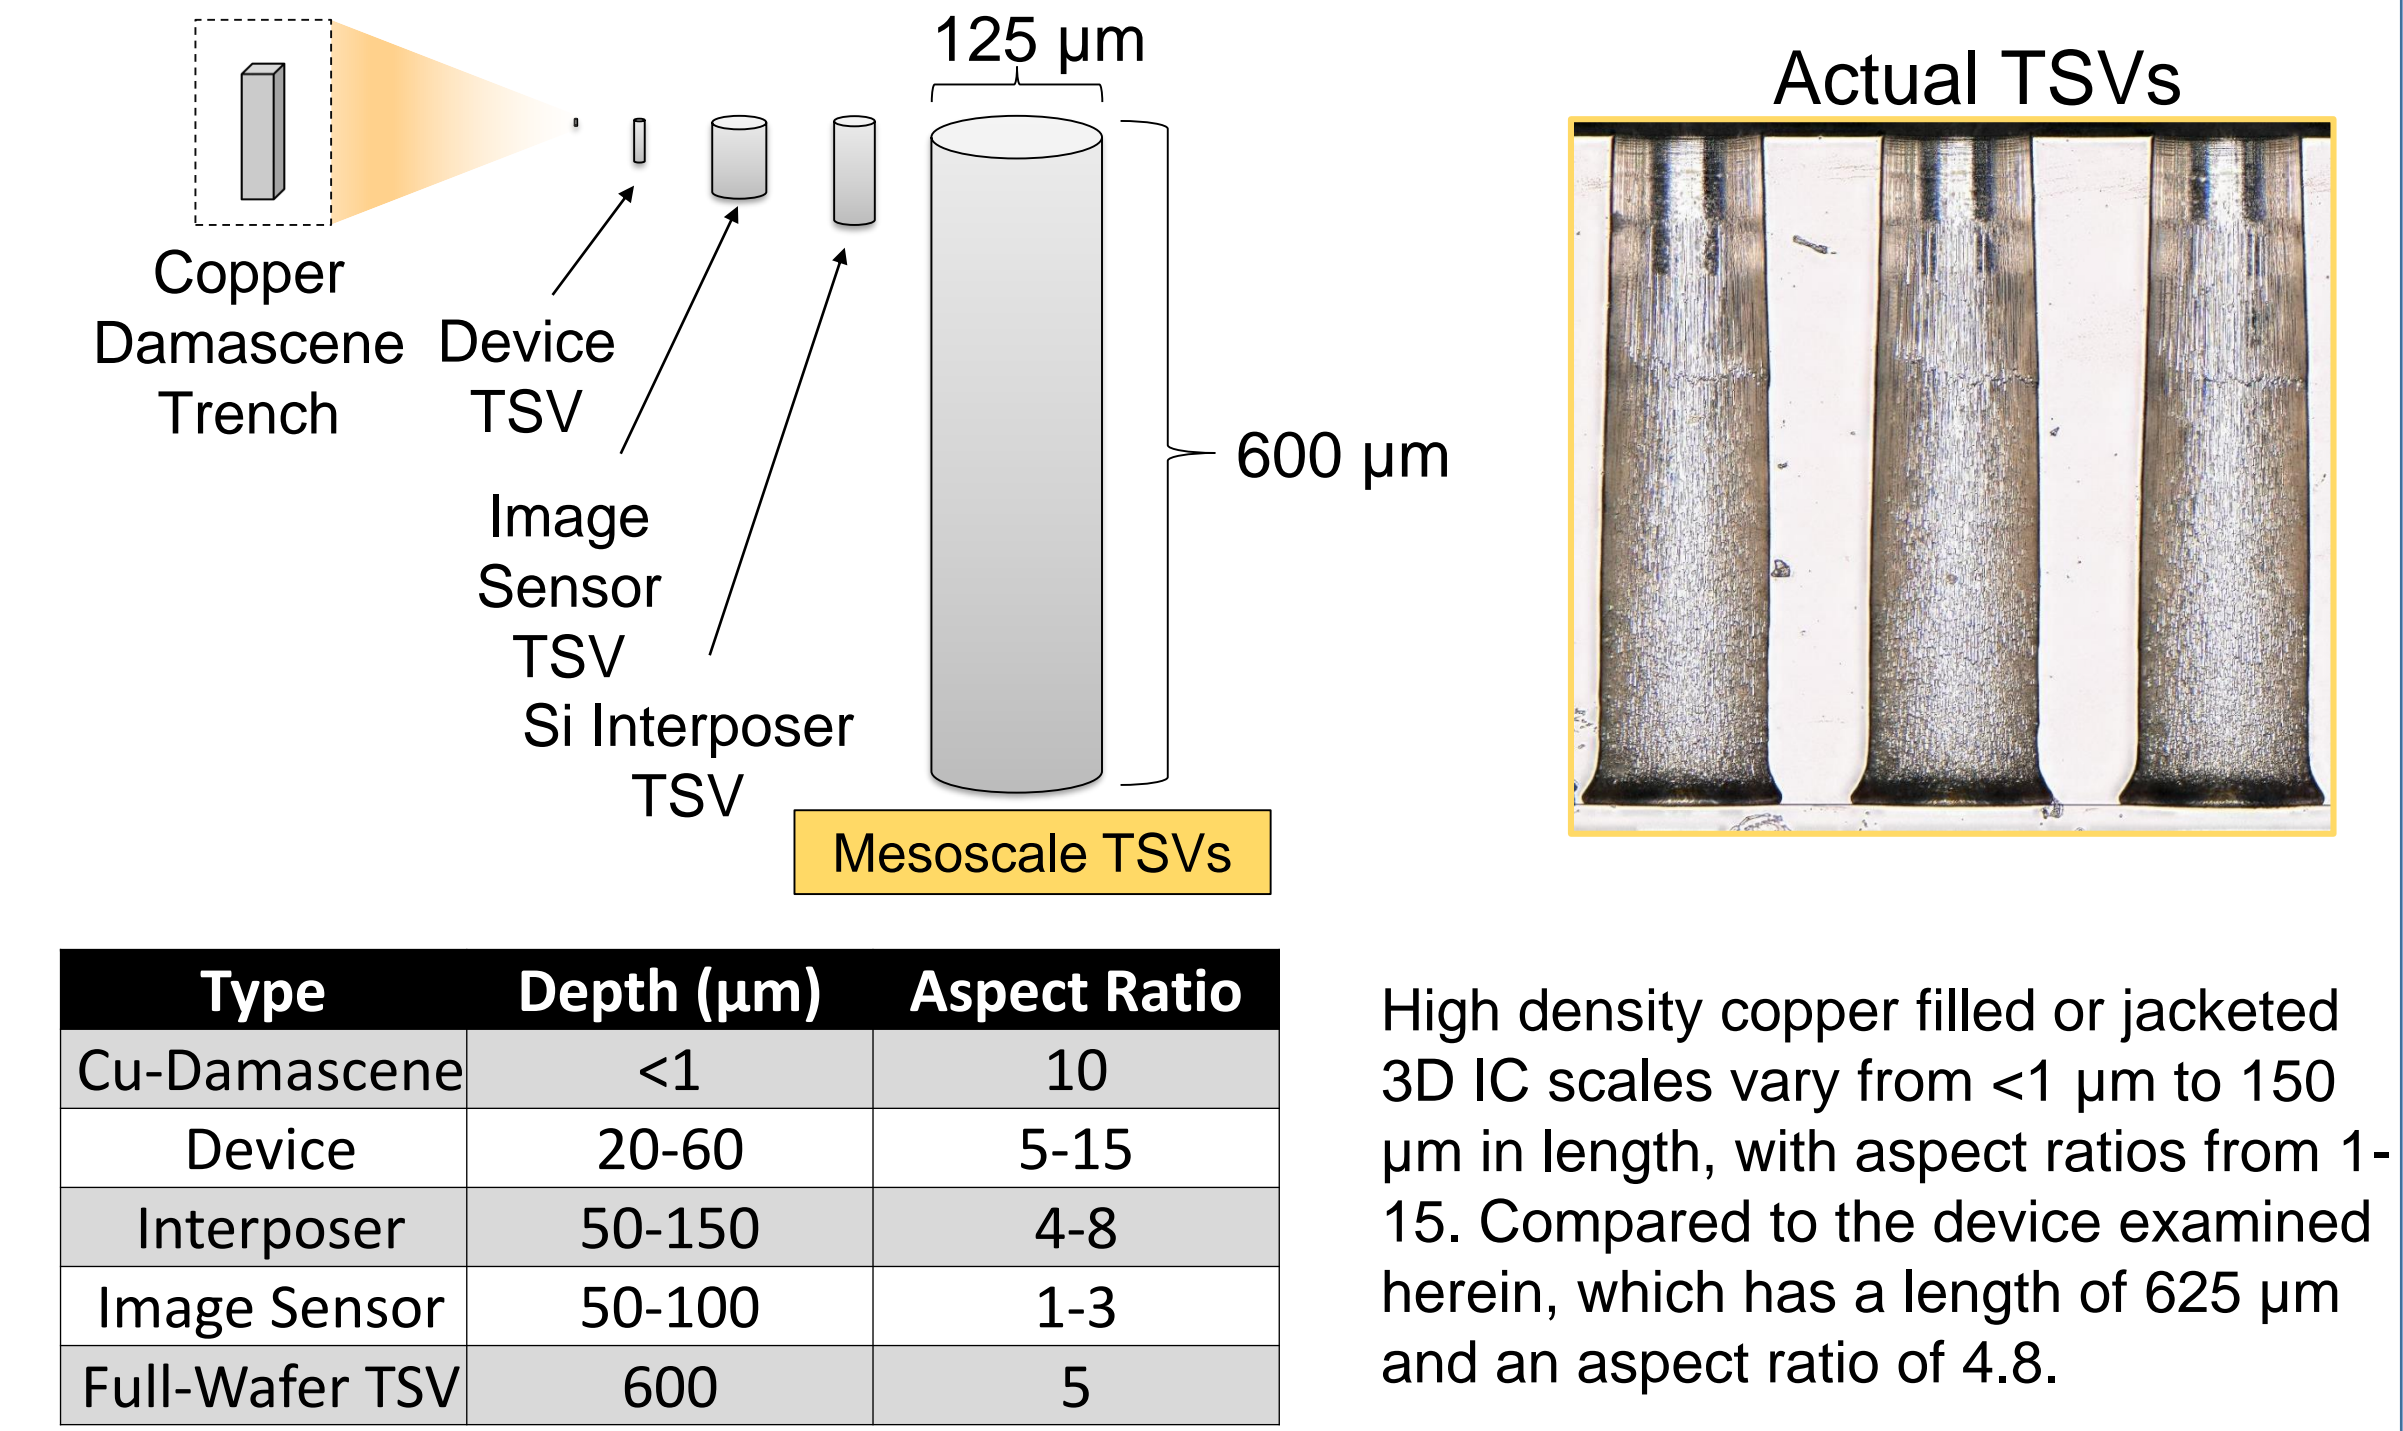 125 µm
Actual TSVs
Copper
Damascene
Trench
Device
TSV
600 µm
Image
Sensor
TSV
Si Interposer
TSV
Mesoscale TSVs
Type Depth (µm) Aspect Ratio
Cu-Damascene <1 10
Device 20-60 5-15
Interposer 50-150 4-8
Image Sensor 50-100 1-3
Full-Wafer TSV 600 5
High density copper filled or jacketed
3D IC scales vary from <1 µm to 150
µm in length, with aspect ratios from 1-
15. Compared to the device examined
herein, which has a length of 625 µm
and an aspect ratio of 4.8.